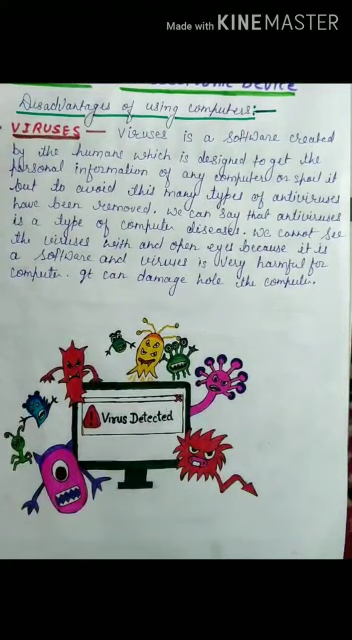 Made with KINEMASTER
ELECTRONIC DEVICE
Disadvantages of using computers:-
VIRUSES - Viruses is a software created
by the humans which is designed to get the
personal information of any computer or spoil it
but to avoid this many types of antiviruses
have been removed. We can say that antiviruses
is a type of computer diseases. We cannot see
the viruses with and open eyes because it is
a software and viruses is very harmful for
computer. It can damage hole the computer.
Virus Detected